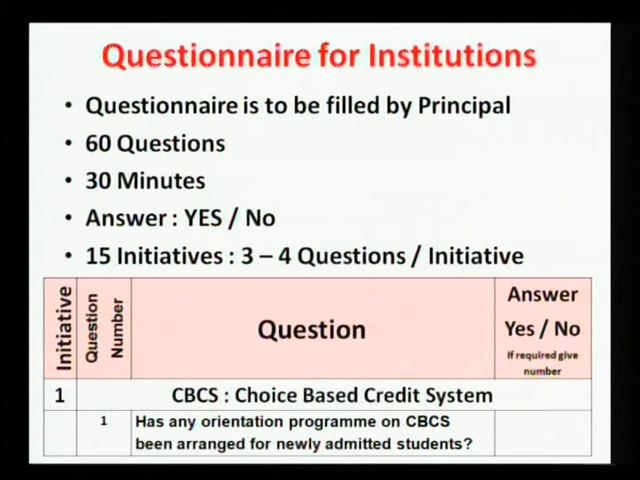 Questionnaire for Institutions
• Questionnaire is to be filled by Principal
• 60 Questions
• 30 Minutes
• Answer : YES / No
• 15 Initiatives : 3 – 4 Questions / Initiative
Initiative
Question
Number
Question
Answer
Yes / No
If required give
number
1 CBCS : Choice Based Credit System
1 Has any orientation programme on CBCS
been arranged for newly admitted students?